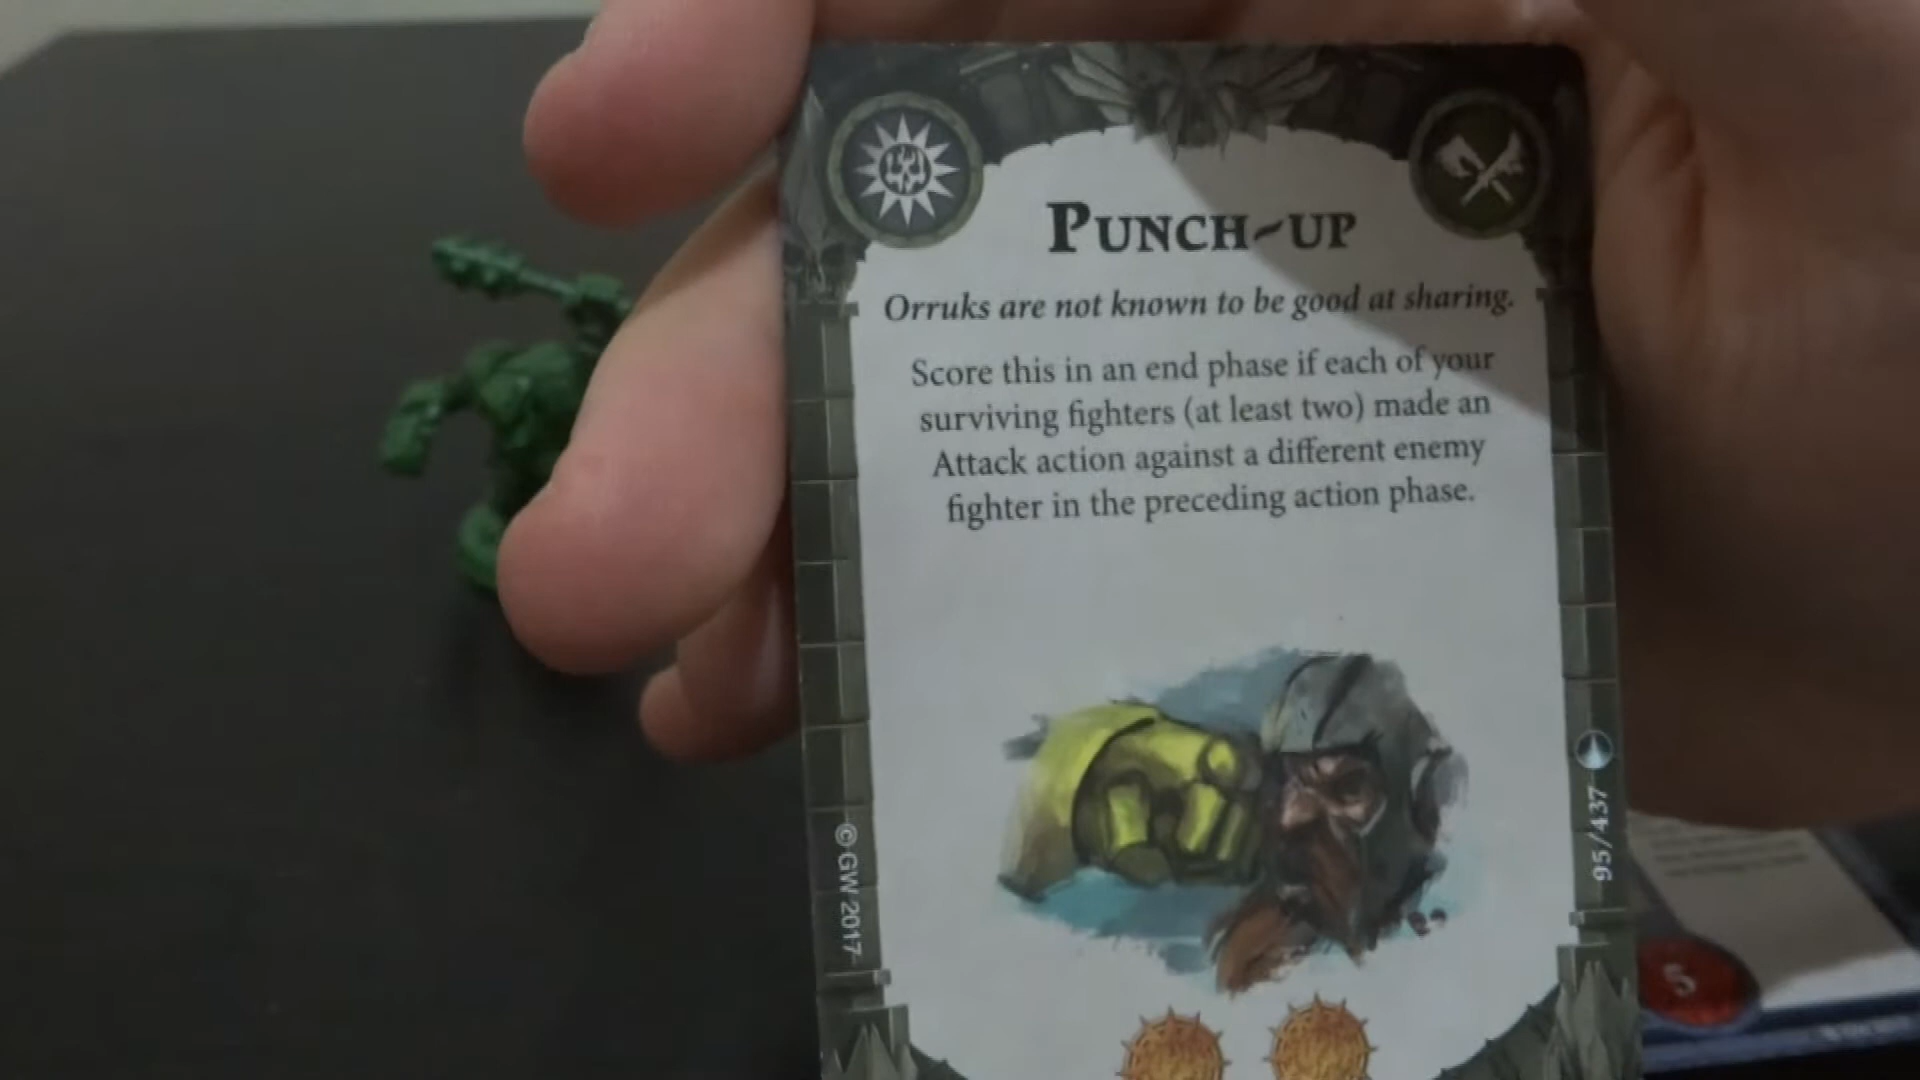 PUNCH~UP
Orruks are not known to be good at sharing.
Score this in an end phase if each of your
surviving fighters (at least two) made an
Attack action against a different enemy
fighter in the preceding action phase.
95/437
© GW 2017
5